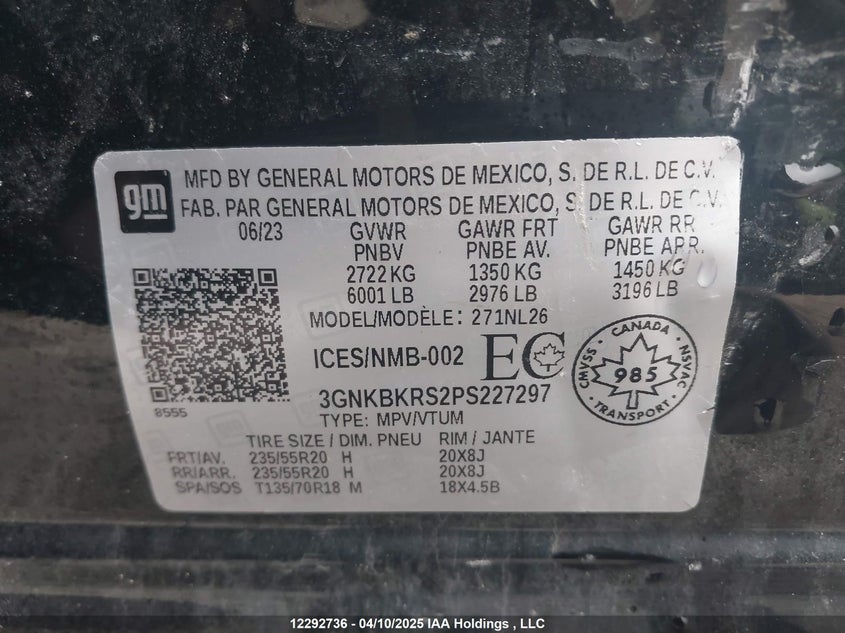 gm
MFD BY GENERAL MOTORS DE MEXICO, S. DE R.L. DE C.V.
FAB. PAR GENERAL MOTORS DE MEXICO, S. DE R.L. DE C.V.
06/23 GVWR GAWR FRT GAWR RR
PNBV PNBE AV. PNBE ARR.
2722 KG 1350 KG 1450 KG
6001 LB 2976 LB 3196 LB
MODEL/MODÈLE: 271NL26
ICES/NMB-002 EC
CANADA
CMVSS NSVAC
985
3GNKBKRS2PS227297
8555
TYPE: MPV/VTUM
TIRE SIZE / DIM. PNEU RIM / JANTE
FRT/AV. 235/55R20 H 20X8J
RR/ARR. 235/55R20 H 20X8J
SPA/SOS T135/70R18 M 18X4.5B
12292736 - 04/10/2025 IAA Holdings , LLC